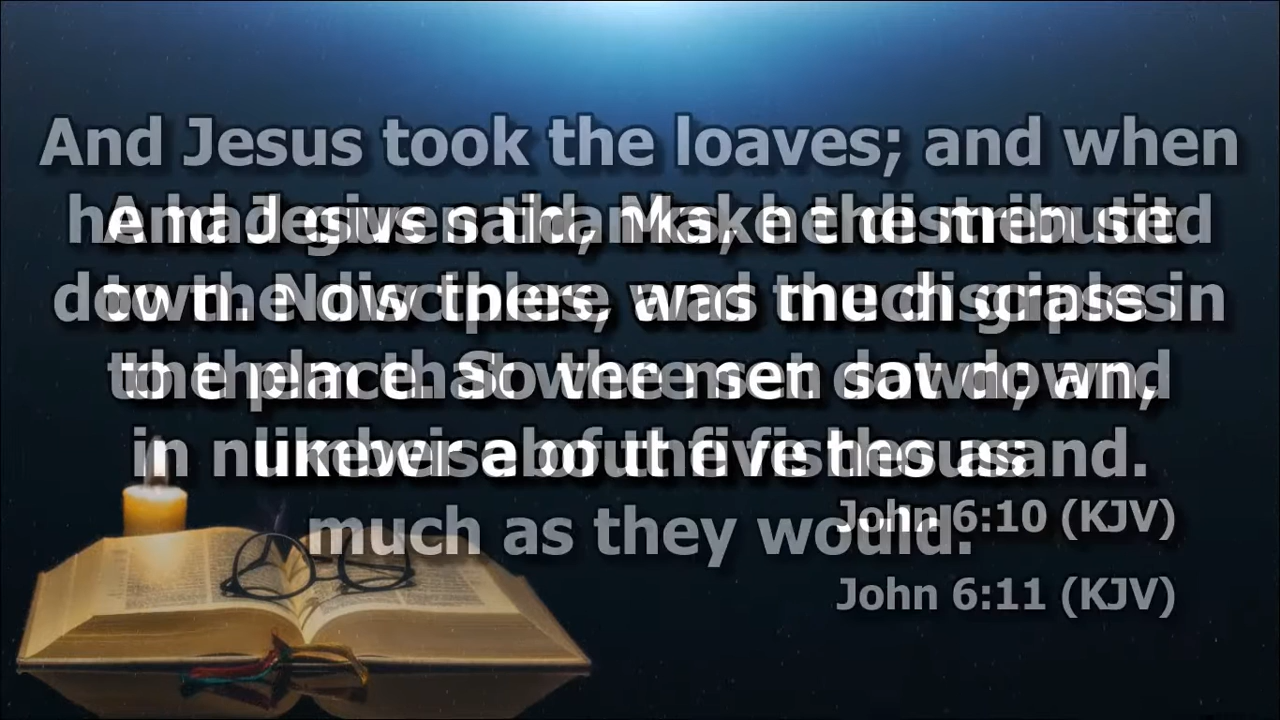 And Jesus said, Make the men sit
down. Now there was much grass in
the place. So the men sat down,
in number about five thousand.
John 6:10 (KJV)
And Jesus took the loaves; and when
he had given thanks, he distributed
to the disciples, and the disciples
to them that were set down; and
likewise of the fishes as
much as they would.
John 6:11 (KJV)